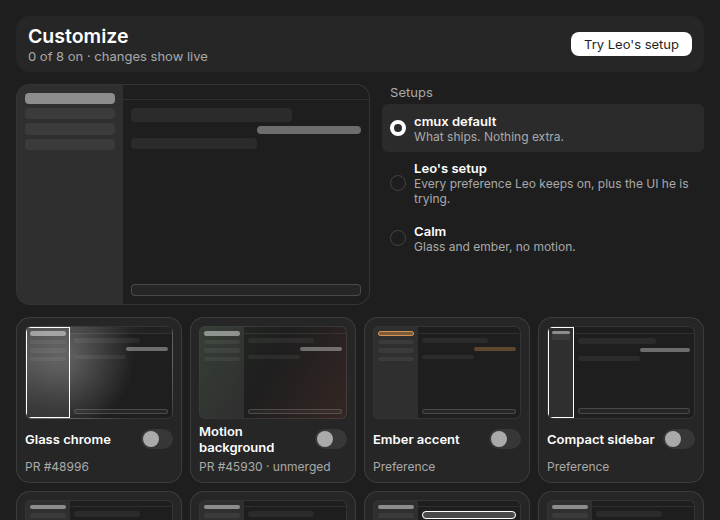 Customize
0 of 8 on · changes show live
Try Leo's setup
Setups
cmux default
What ships. Nothing extra.
Leo's setup
Every preference Leo keeps on, plus the UI he is
trying.
Calm
Glass and ember, no motion.
Glass chrome
PR #48996
Motion
background
PR #45930 · unmerged
Ember accent
Preference
Compact sidebar
Preference